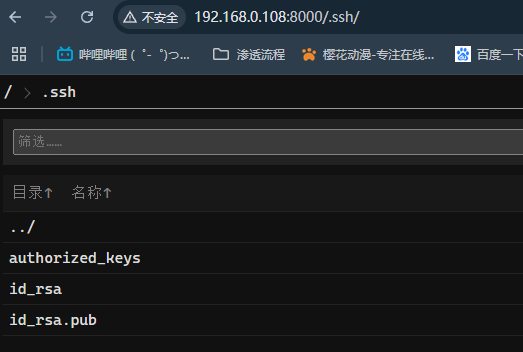 不安全 192.168.0.108:8000/.ssh/
哔哩哔哩 (゜-゜)つ... 渗透流程 樱花动漫-专注在线... 百度一下
/ > .ssh
筛选……
目录↑ 名称↑
../
authorized_keys
id_rsa
id_rsa.pub